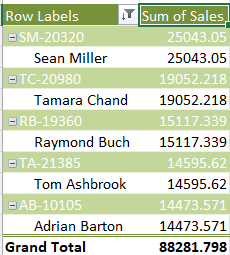 Row Labels Sum of Sales
SM-20320 25043.05
Sean Miller 25043.05
TC-20980 19052.218
Tamara Chand 19052.218
RB-19360 15117.339
Raymond Buch 15117.339
TA-21385 14595.62
Tom Ashbrook 14595.62
AB-10105 14473.571
Adrian Barton 14473.571
Grand Total 88281.798